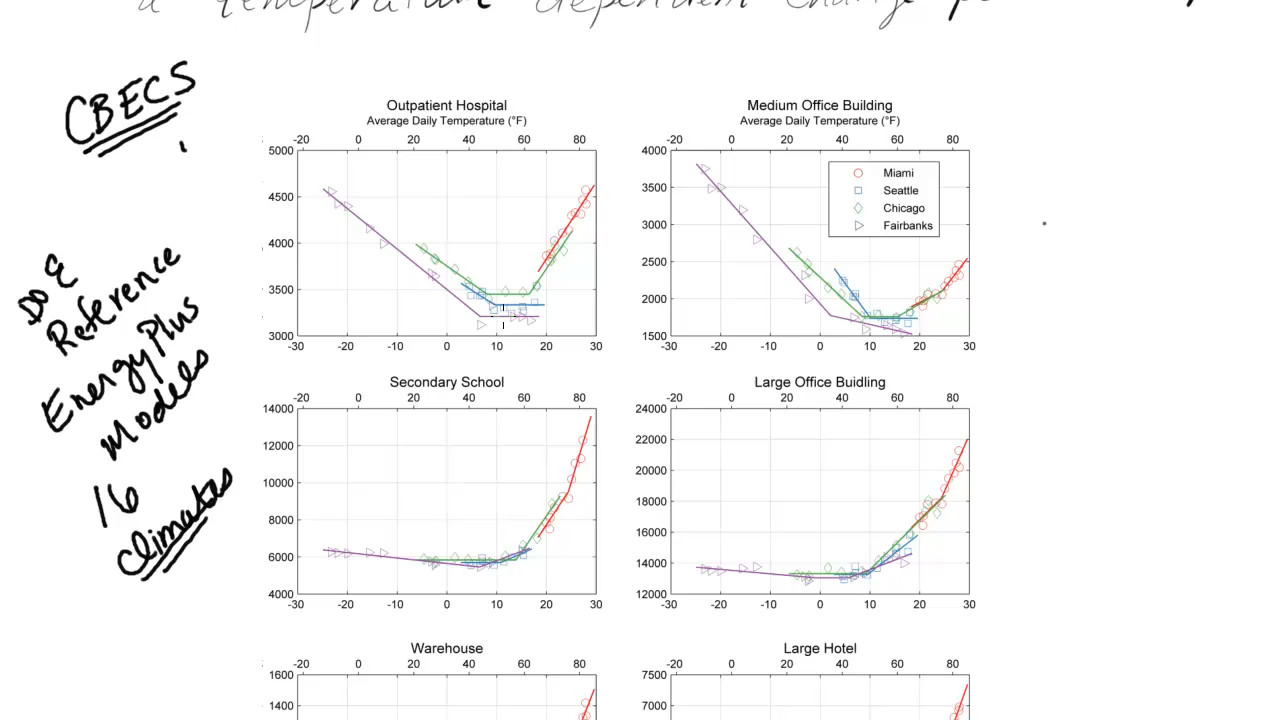 a temperature dependent change
CBECS
DOE
Reference
EnergyPlus
Models
16
Climates
Outpatient Hospital
Average Daily Temperature (°F)
-20 0 20 40 60 80
5000
4500
4000
3500
3000
-30 -20 -10 0 10 20 30
Medium Office Building
Average Daily Temperature (°F)
-20 0 20 40 60 80
4000
3500
3000
2500
2000
1500
-30 -20 -10 0 10 20 30
Miami
Seattle
Chicago
Fairbanks
Secondary School
-20 0 20 40 60 80
14000
12000
10000
8000
6000
4000
-30 -20 -10 0 10 20 30
Large Office Buidling
-20 0 20 40 60 80
24000
22000
20000
18000
16000
14000
12000
-30 -20 -10 0 10 20 30
Warehouse
-20 0 20 40 60 80
1600
1400
Large Hotel
-20 0 20 40 60 80
7500
7000